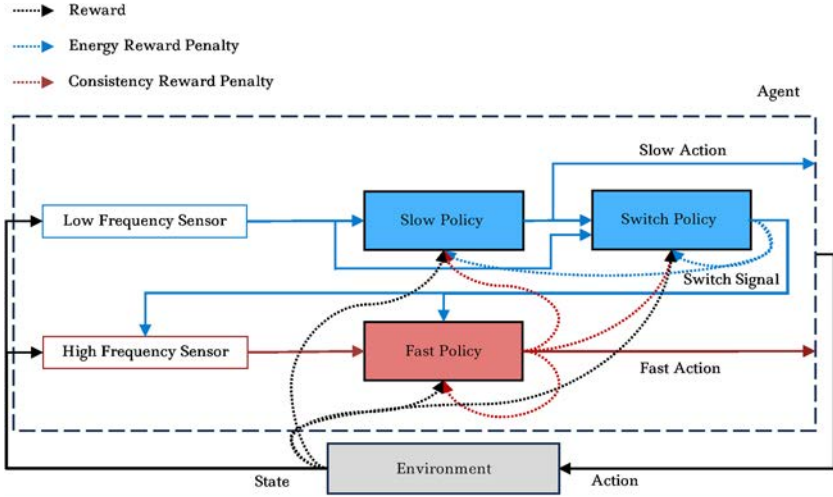 Reward
Energy Reward Penalty
Consistency Reward Penalty
Agent
Slow Action
Low Frequency Sensor
Slow Policy
Switch Policy
Switch Signal
High Frequency Sensor
Fast Policy
Fast Action
Environment
State
Action